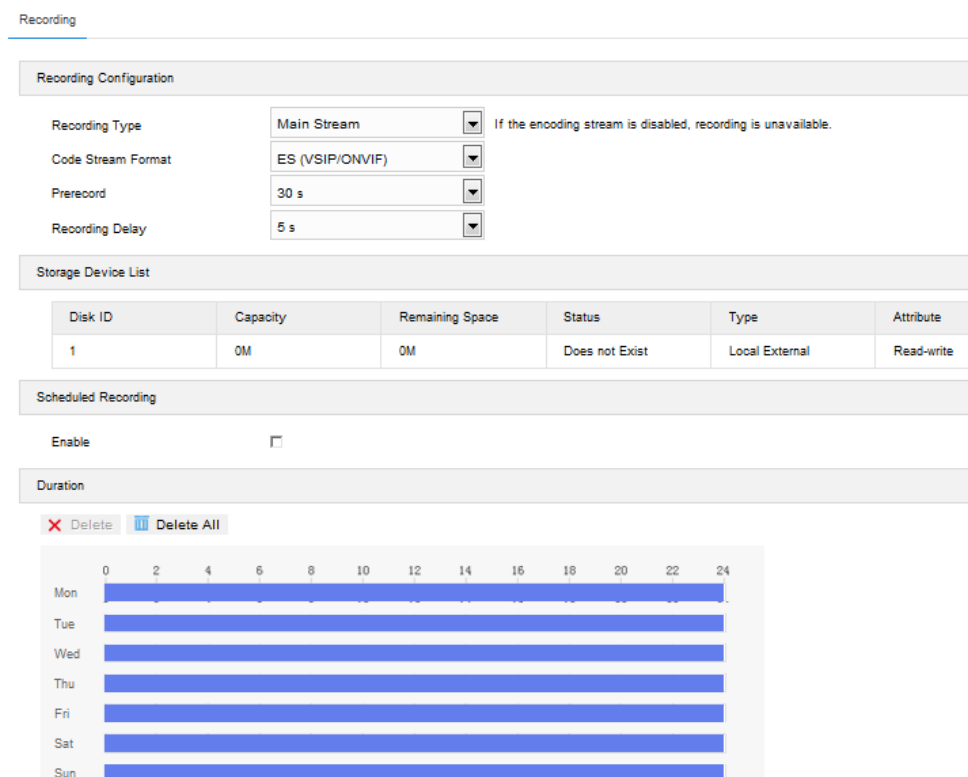 Recording
Recording Configuration
Recording Type Main Stream If the encoding stream is disabled, recording is unavailable.
Code Stream Format ES (VSIP/ONVIF)
Prerecord 30 s
Recording Delay 5 s
Storage Device List
Disk ID Capacity Remaining Space Status Type Attribute
1 0M 0M Does not Exist Local External Read-write
Scheduled Recording
Enable
Duration
Delete Delete All
0 2 4 6 8 10 12 14 16 18 20 22 24
Mon
Tue
Wed
Thu
Fri
Sat
Sun